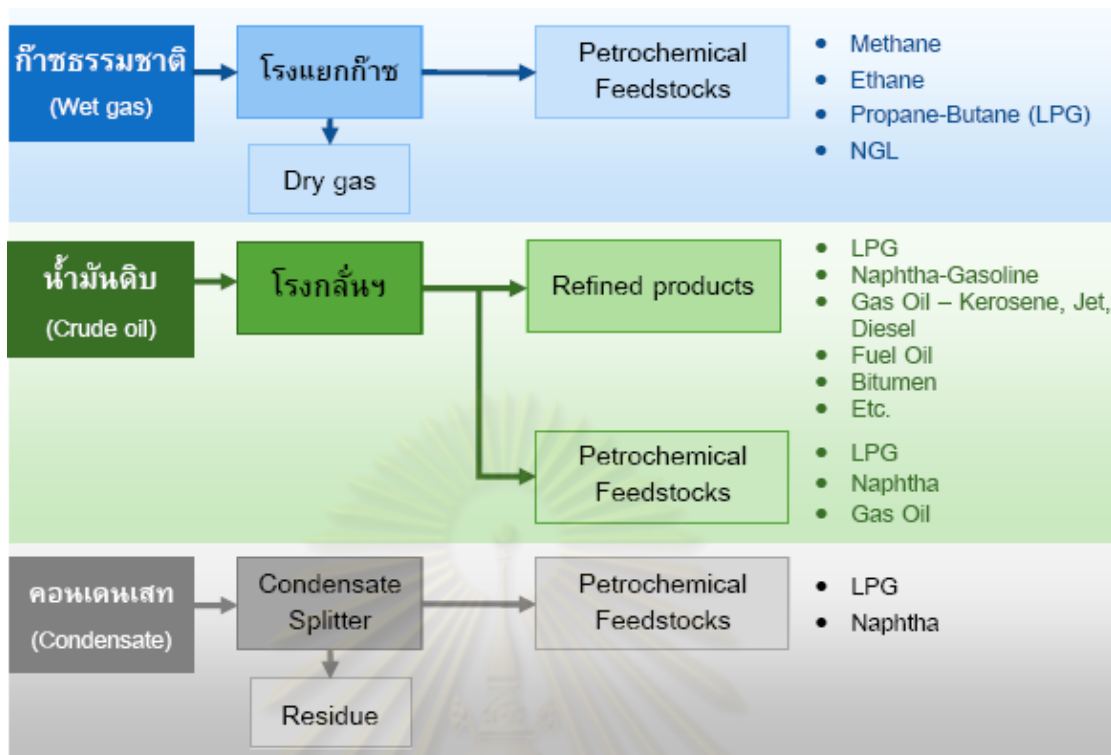 ก๊าซธรรมชาติ
(Wet gas)
โรงแยกก๊าซ
Petrochemical
Feedstocks
• Methane
• Ethane
• Propane-Butane (LPG)
• NGL
Dry gas
น้ำมันดิบ
(Crude oil)
โรงกลั่นฯ
Refined products
• LPG
• Naphtha-Gasoline
• Gas Oil – Kerosene, Jet,
Diesel
• Fuel Oil
• Bitumen
• Etc.
Petrochemical
Feedstocks
• LPG
• Naphtha
• Gas Oil
คอนเดนเสท
(Condensate)
Condensate
Splitter
Petrochemical
Feedstocks
• LPG
• Naphtha
Residue